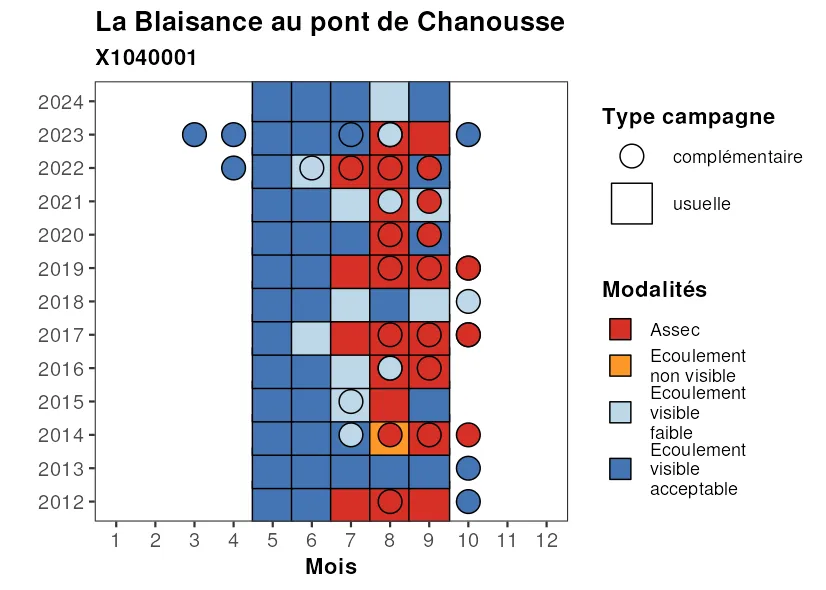 La Blaisance au pont de Chanousse
X1040001
2024
2023
2022
2021
2020
2019
2018
2017
2016
2015
2014
2013
2012
1 2 3 4 5 6 7 8 9 10 11 12
Mois
Type campagne
complémentaire
usuelle
Modalités
Assec
Ecoulement
non visible
Ecoulement
visible
faible
Ecoulement
visible
acceptable